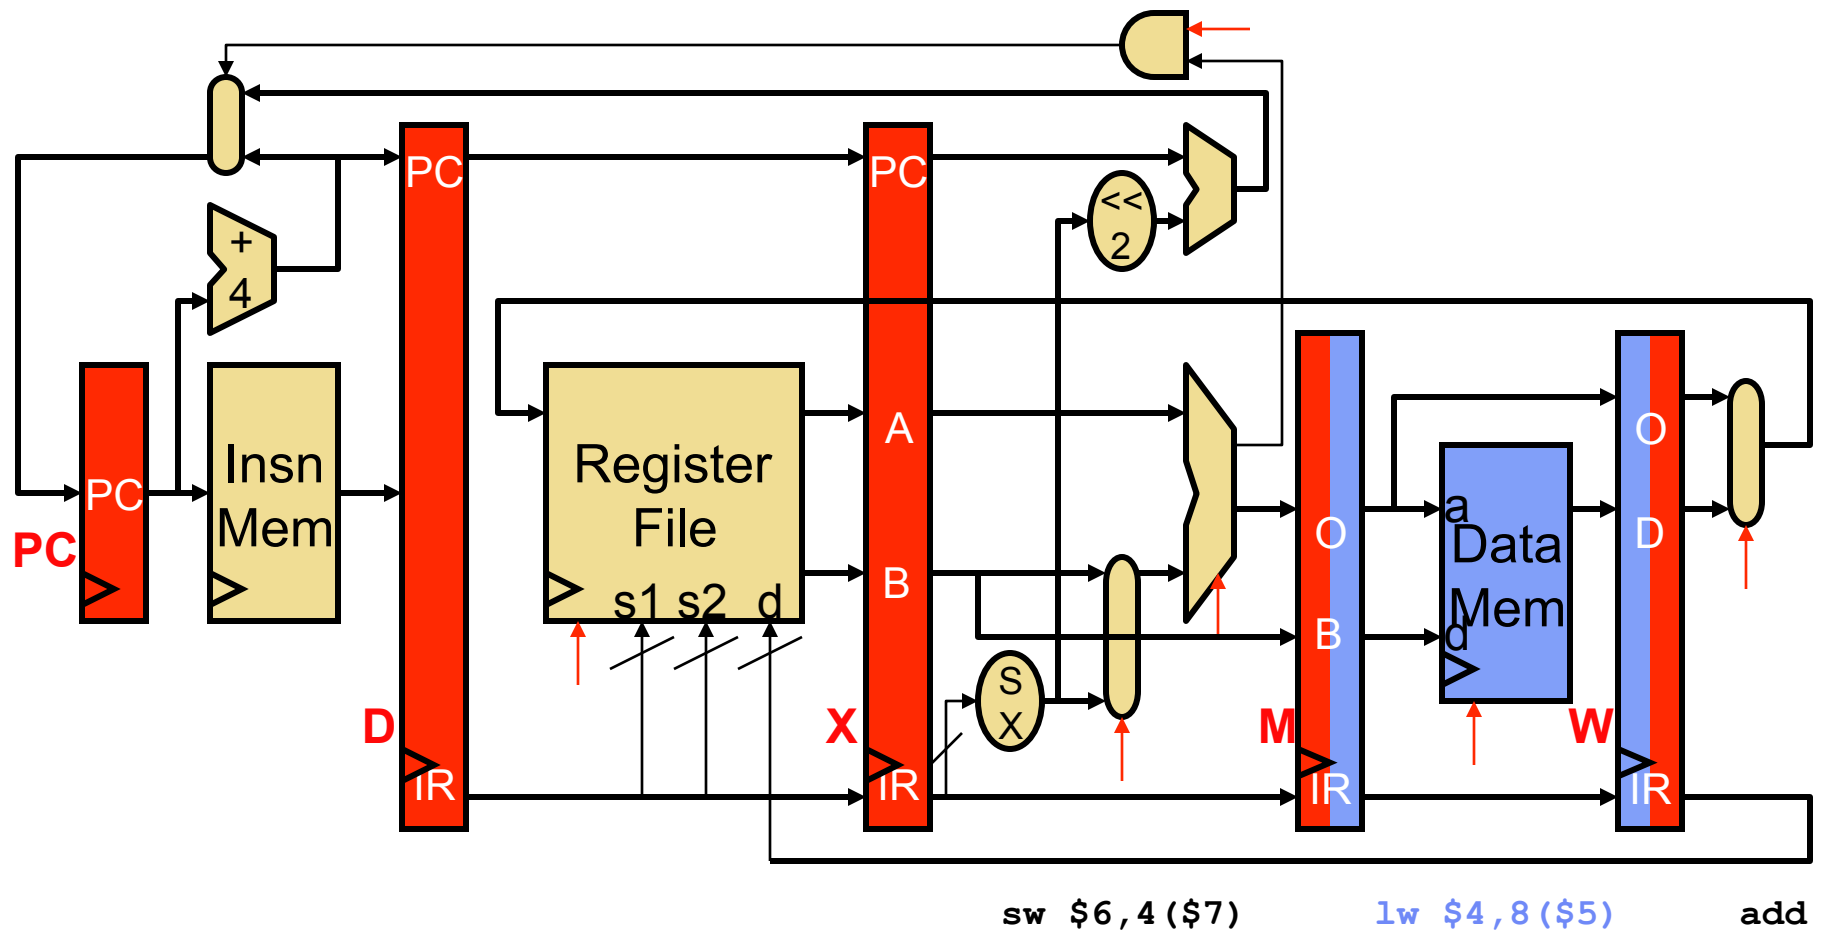 PC
PC
<<
2
+
4
A
O
Insn
Mem
Register
File
PC
PC
a
O
D
Data
Mem
d
B
s1 s2 d
B
S
X
D
X
M
W
IR
IR
IR
IR
sw $6,4($7)
lw $4,8($5)
add